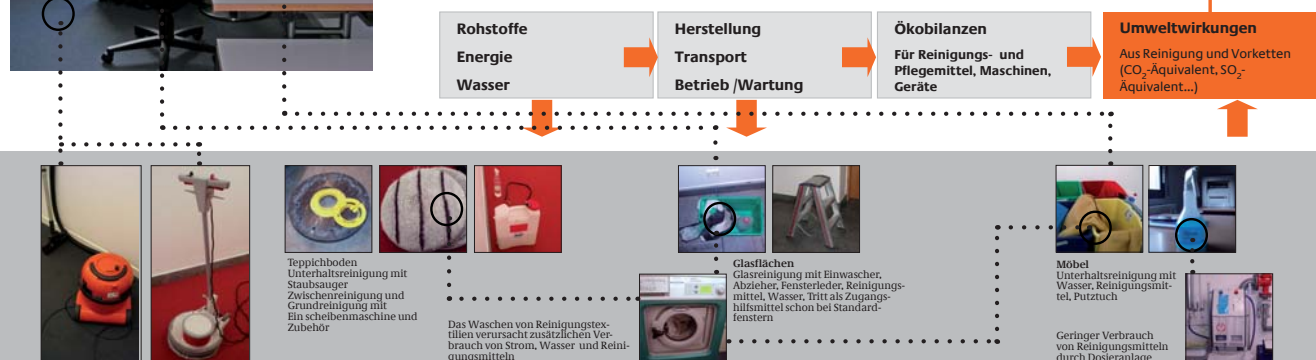 Rohstoffe
Energie
Wasser
Herstellung
Transport
Betrieb /Wartung
Ökobilanzen
Für Reinigungs- und
Pflegemittel, Maschinen,
Geräte
Umweltwirkungen
Aus Reinigung und Vorketten
(CO₂-Äquivalent, SO₂-
Äquivalent...)
Teppichboden
Unterhaltsreinigung mit
Staubsauger
Zwischenreinigung und
Grundreinigung mit
Ein scheibenmaschine und
Zubehör
Das Waschen von Reinigungstex-
tilien verursacht zusätzlichen Ver-
brauch von Strom, Wasser und Reini-
gungsmitteln
Glasflächen
Glasreinigung mit Einwascher,
Abzieher, Fensterleder, Reinigungs-
mittel, Wasser, Tritt als Zugangs-
hilfsmittel schon bei Standard-
fenstern
Möbel
Unterhaltsreinigung mit
Wasser, Reinigungsmit-
tel, Putztuch
Geringer Verbrauch
von Reinigungsmitteln
durch Dosieranlage